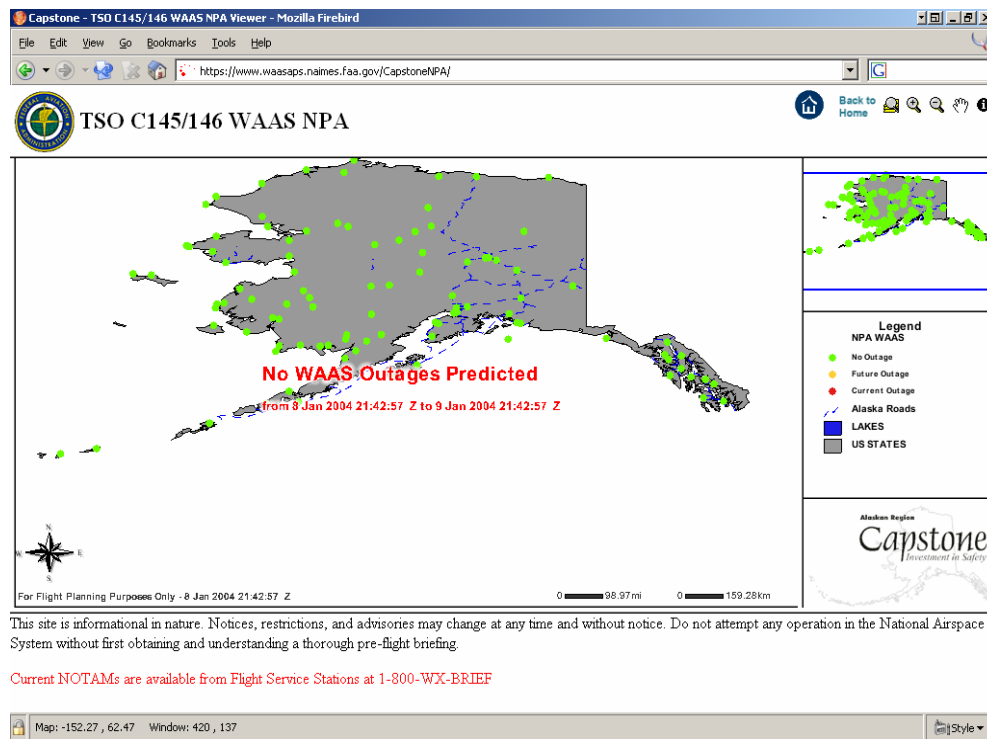 Capstone - TSO C145/146 WAAS NPA Viewer - Mozilla Firebird
File Edit View Go Bookmarks Tools Help
https://www.waasaps.naimes.faa.gov/CapstoneNPA/
G
FEDERAL AVIATION ADMINISTRATION
TSO C145/146 WAAS NPA
Back to
Home
No WAAS Outages Predicted
from 8 Jan 2004 21:42:57 Z to 9 Jan 2004 21:42:57 Z
N
W E
S
For Flight Planning Purposes Only - 8 Jan 2004 21:42:57 Z
0 98.97mi 0 159.28km
Legend
NPA WAAS
No Outage
Future Outage
Current Outage
Alaska Roads
LAKES
US STATES
Alaskan Region
Capstone
Investment in Safety
This site is informational in nature. Notices, restrictions, and advisories may change at any time and without notice. Do not attempt any operation in the National Airspace
System without first obtaining and understanding a thorough pre-flight briefing.
Current NOTAMs are available from Flight Service Stations at 1-800-WX-BRIEF
Map: -152.27 , 62.47 Window: 420 , 137
Style